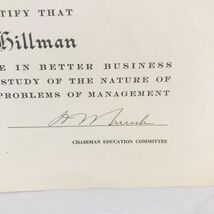 TIFY THAT
Hillman
E IN BETTER BUSINESS
STUDY OF THE NATURE OF
PROBLEMS OF MANAGEMENT
CHAIRMAN EDUCATION COMMITTEE